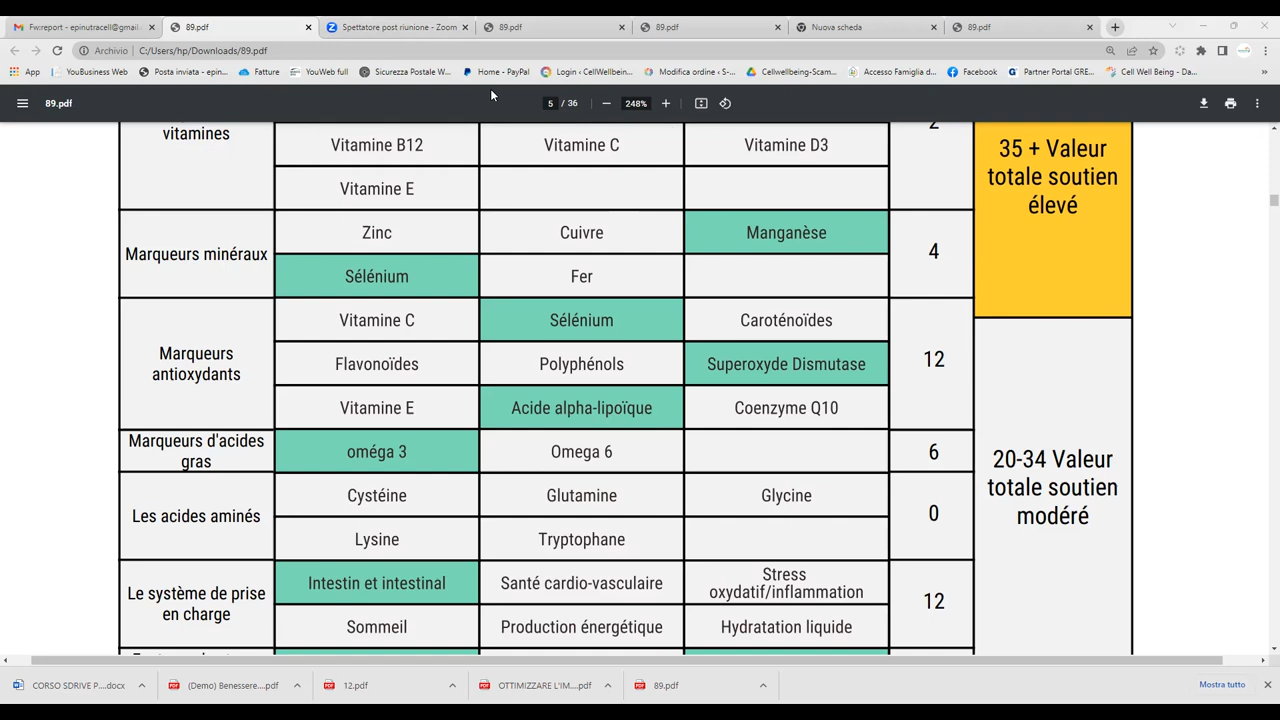 Fw:report - epinutracell@gmail.
89.pdf
Spettatore post riunione - Zoom
89.pdf
89.pdf
Nuova scheda
89.pdf
Archivio
C:/Users/hp/Downloads/89.pdf
App
YouBusiness Web
Posta inviata - epin...
Fatture
YouWeb full
Sicurezza Postale W...
Home - PayPal
Login ‹ CellWellbein...
Modifica ordine ‹ S-...
Cellwellbeing-Scam...
Accesso Famiglia d...
Facebook
Partner Portal GRE...
Cell Well Being - Da...
89.pdf
5 / 36
248%
vitamines
Vitamine B12
Vitamine C
Vitamine D3
2
Vitamine E
35 + Valeur
totale soutien
élevé
Marqueurs minéraux
Zinc
Cuivre
Manganèse
4
Sélénium
Fer
Marqueurs
antioxydants
Vitamine C
Sélénium
Caroténoïdes
Flavonoïdes
Polyphénols
Superoxyde Dismutase
12
Vitamine E
Acide alpha-lipoïque
Coenzyme Q10
Marqueurs d'acides
gras
oméga 3
Omega 6
6
20-34 Valeur
totale soutien
modéré
Les acides aminés
Cystéine
Glutamine
Glycine
0
Lysine
Tryptophane
Le système de prise
en charge
Intestin et intestinal
Santé cardio-vasculaire
Stress
oxydatif/inflammation
12
Sommeil
Production énergétique
Hydratation liquide
CORSO SDRIVE P....docx
(Demo) Benessere....pdf
12.pdf
OTTIMIZZARE L'IM....pdf
89.pdf
Mostra tutto